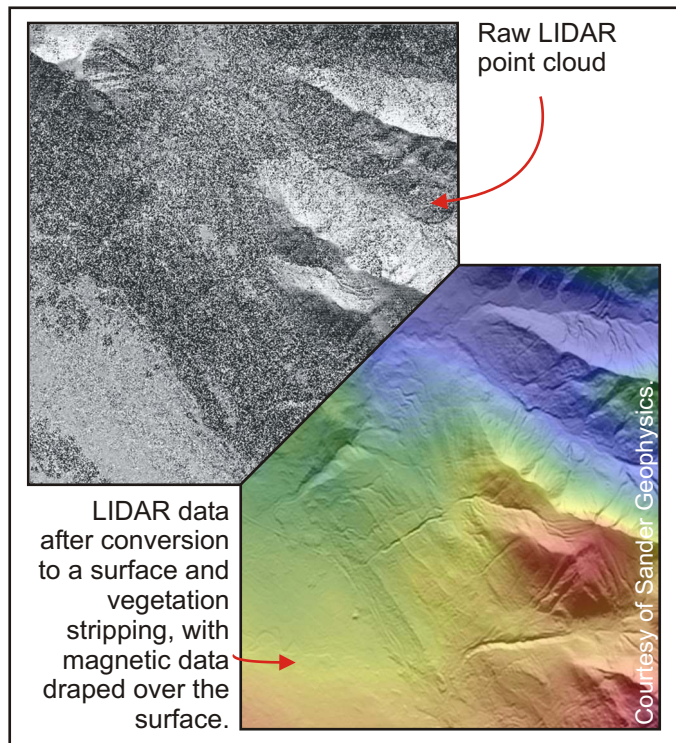 Raw LIDAR
point cloud
LIDAR data
after conversion
to a surface and
vegetation
stripping, with
magnetic data
draped over the
surface.
Courtesy of Sander Geophysics.